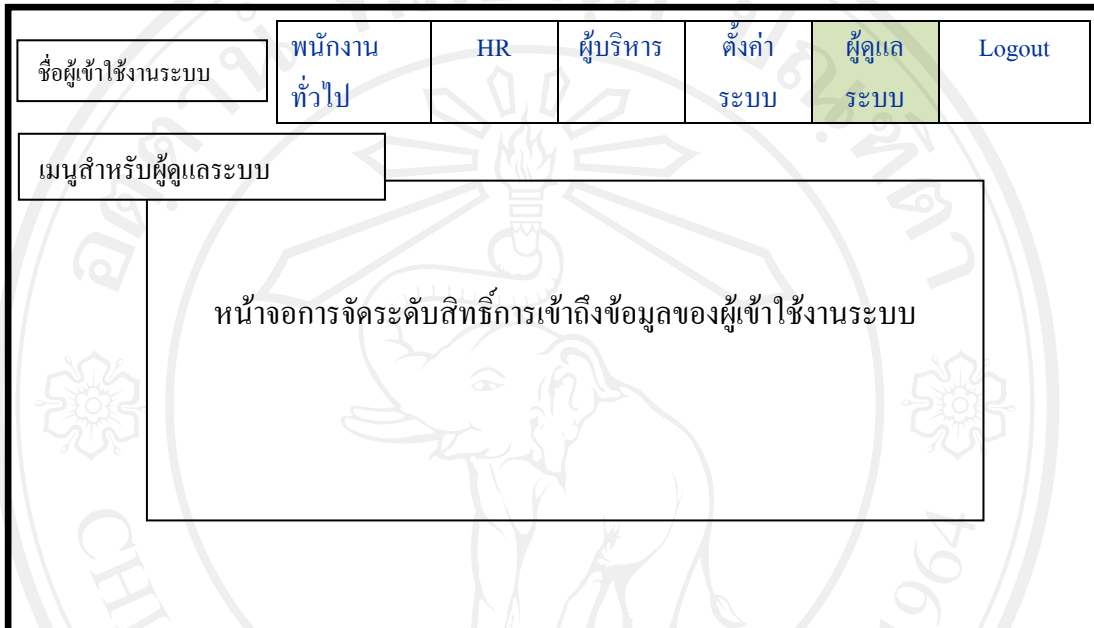 ชื่อผู้เข้าใช้งานระบบ
พนักงาน
ทั่วไป
HR
ผู้บริหาร
ตั้งค่า
ระบบ
ผู้ดูแล
ระบบ
Logout
เมนูสำหรับผู้ดูแลระบบ
หน้าจอการจัดระดับสิทธิ์การเข้าถึงข้อมูลของผู้เข้าใช้งานระบบ
CHI
1964